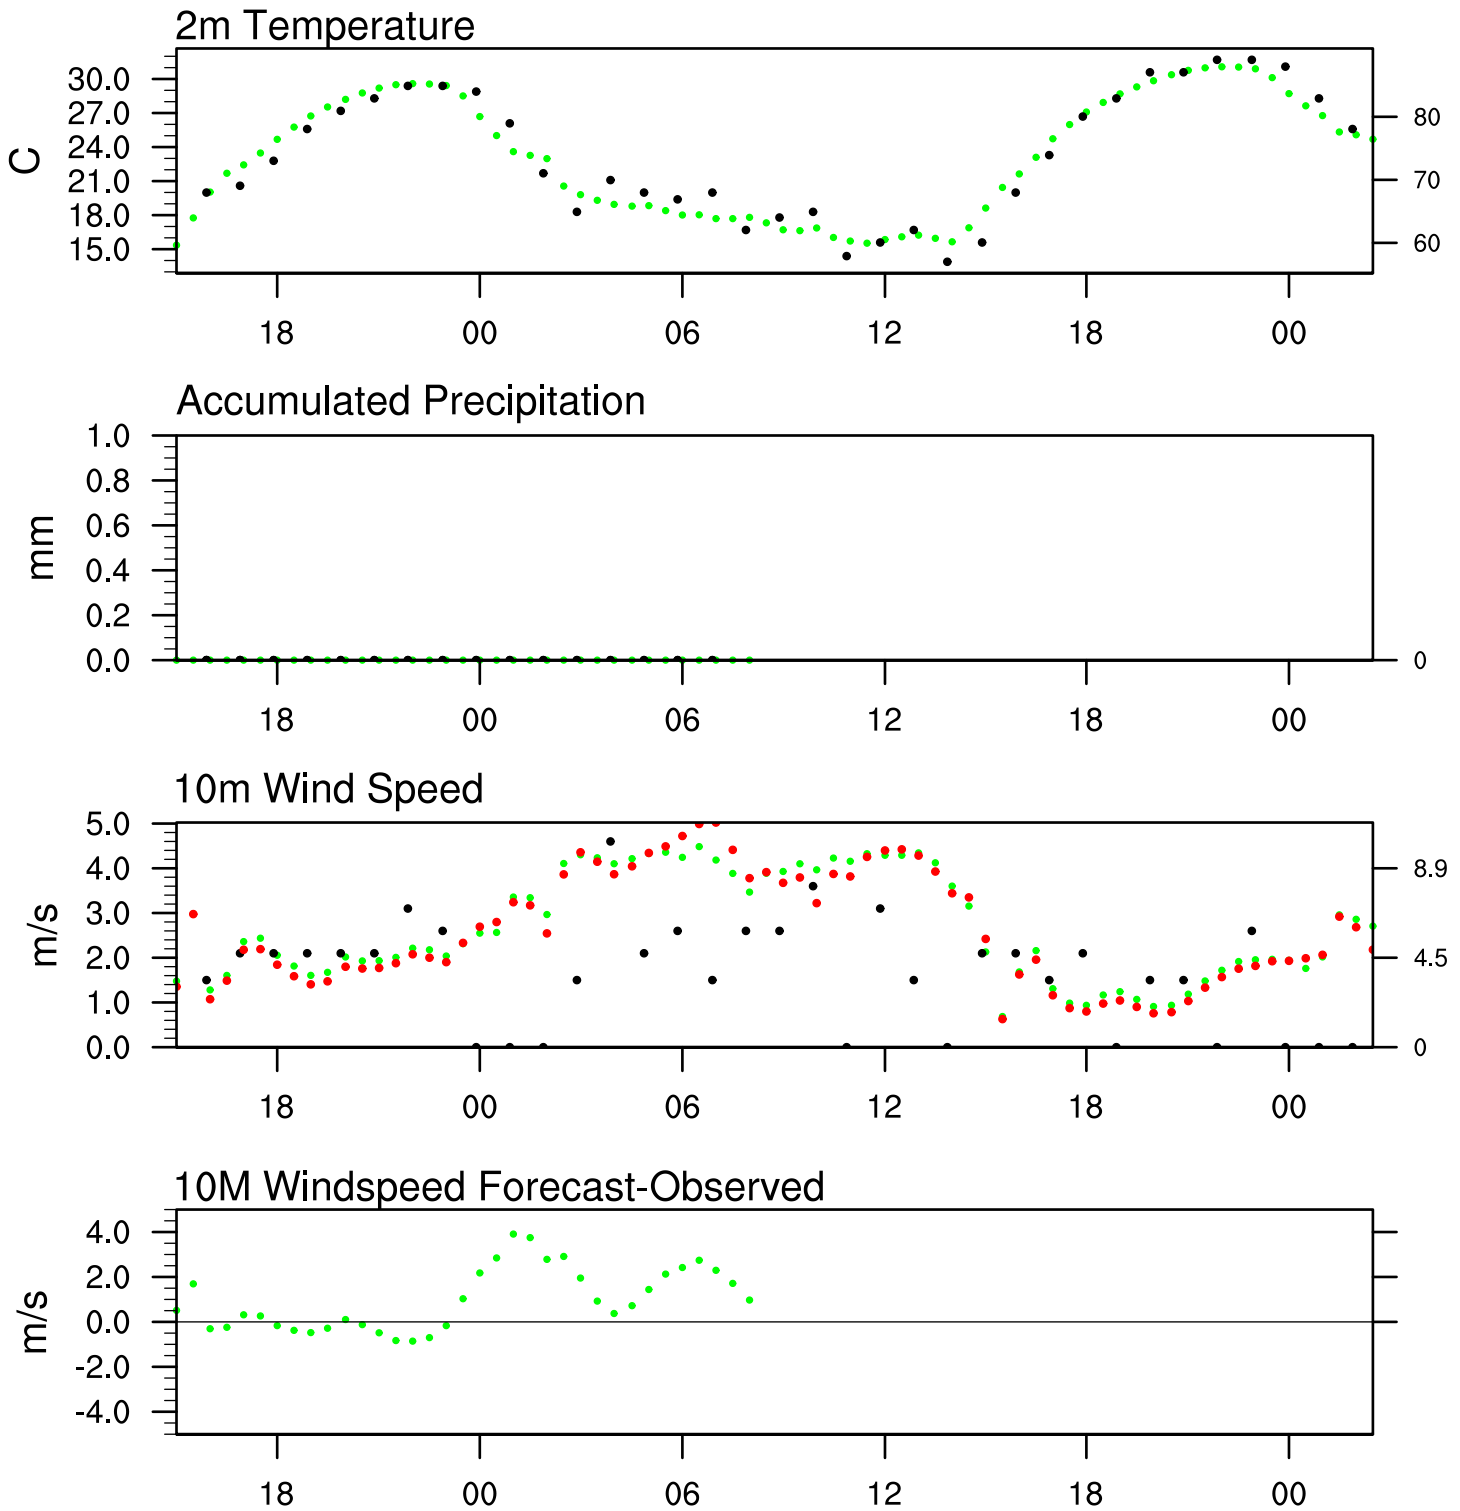 2m Temperature
C
30.0
27.0
24.0
21.0
18.0
15.0
80
70
60
18 00 06 12 18 00
Accumulated Precipitation
mm
1.0
0.8
0.6
0.4
0.2
0.0
0
18 00 06 12 18 00
10m Wind Speed
m/s
5.0
4.0
3.0
2.0
1.0
0.0
8.9
4.5
0
18 00 06 12 18 00
10M Windspeed Forecast-Observed
m/s
4.0
2.0
0.0
-2.0
-4.0
18 00 06 12 18 00